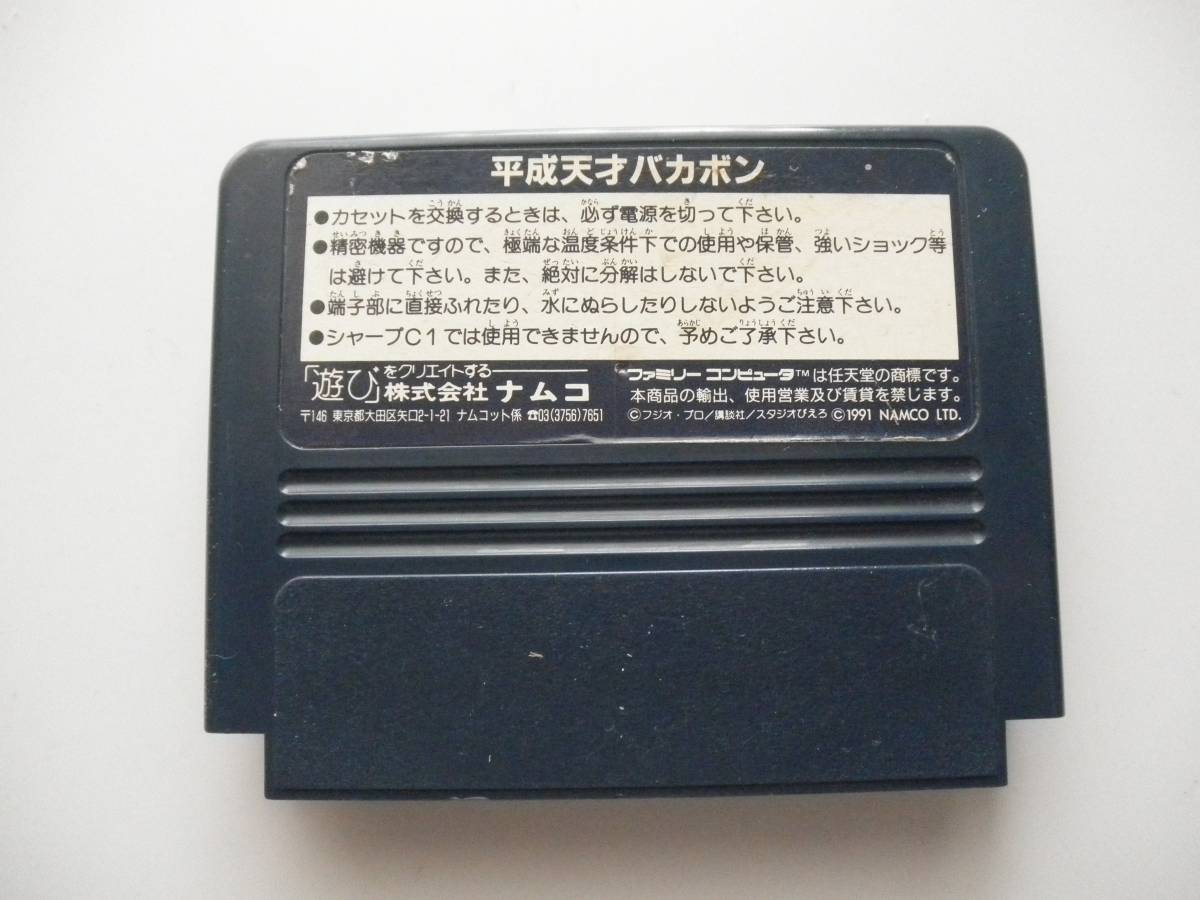 平成天才バカボン
●カセットを交換するときは、必ず電源を切って下さい。
●精密機器ですので、極端な温度条件下での使用や保管、強いショック等
は避けて下さい。また、絶対に分解はしないで下さい。
●端子部に直接ふれたり、水にぬらしたりしないようご注意下さい。
●シャープC1では使用できませんので、予めご了承下さい。
「遊び」をクリエイトする
株式会社 ナムコ
〒146 東京都大田区矢口2-1-21 ナムコット係 ☎03(3756)7651
ファミリーコンピュータ™は任天堂の商標です。
本商品の輸出、使用営業及び賃貸を禁じます。
©フジオ・プロ/講談社/スタジオぴえろ ©1991 NAMCO LTD.